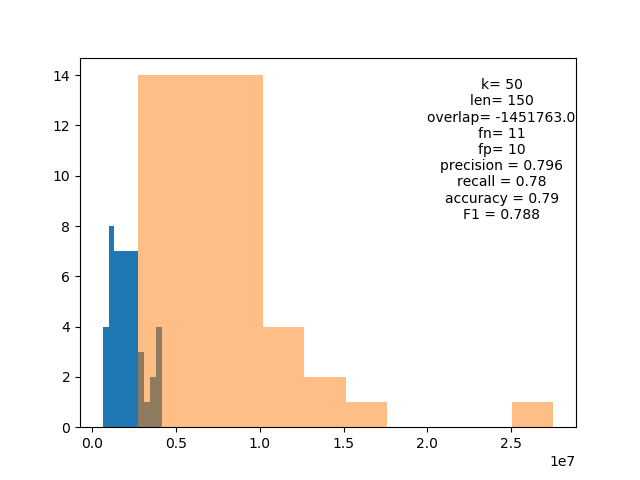 k= 50
len= 150
overlap= -1451763.0
fn= 11
fp= 10
precision = 0.796
recall = 0.78
accuracy = 0.79
F1 = 0.788
14
12
10
8
6
4
2
0
0.0 0.5 1.0 1.5 2.0 2.5
1e7